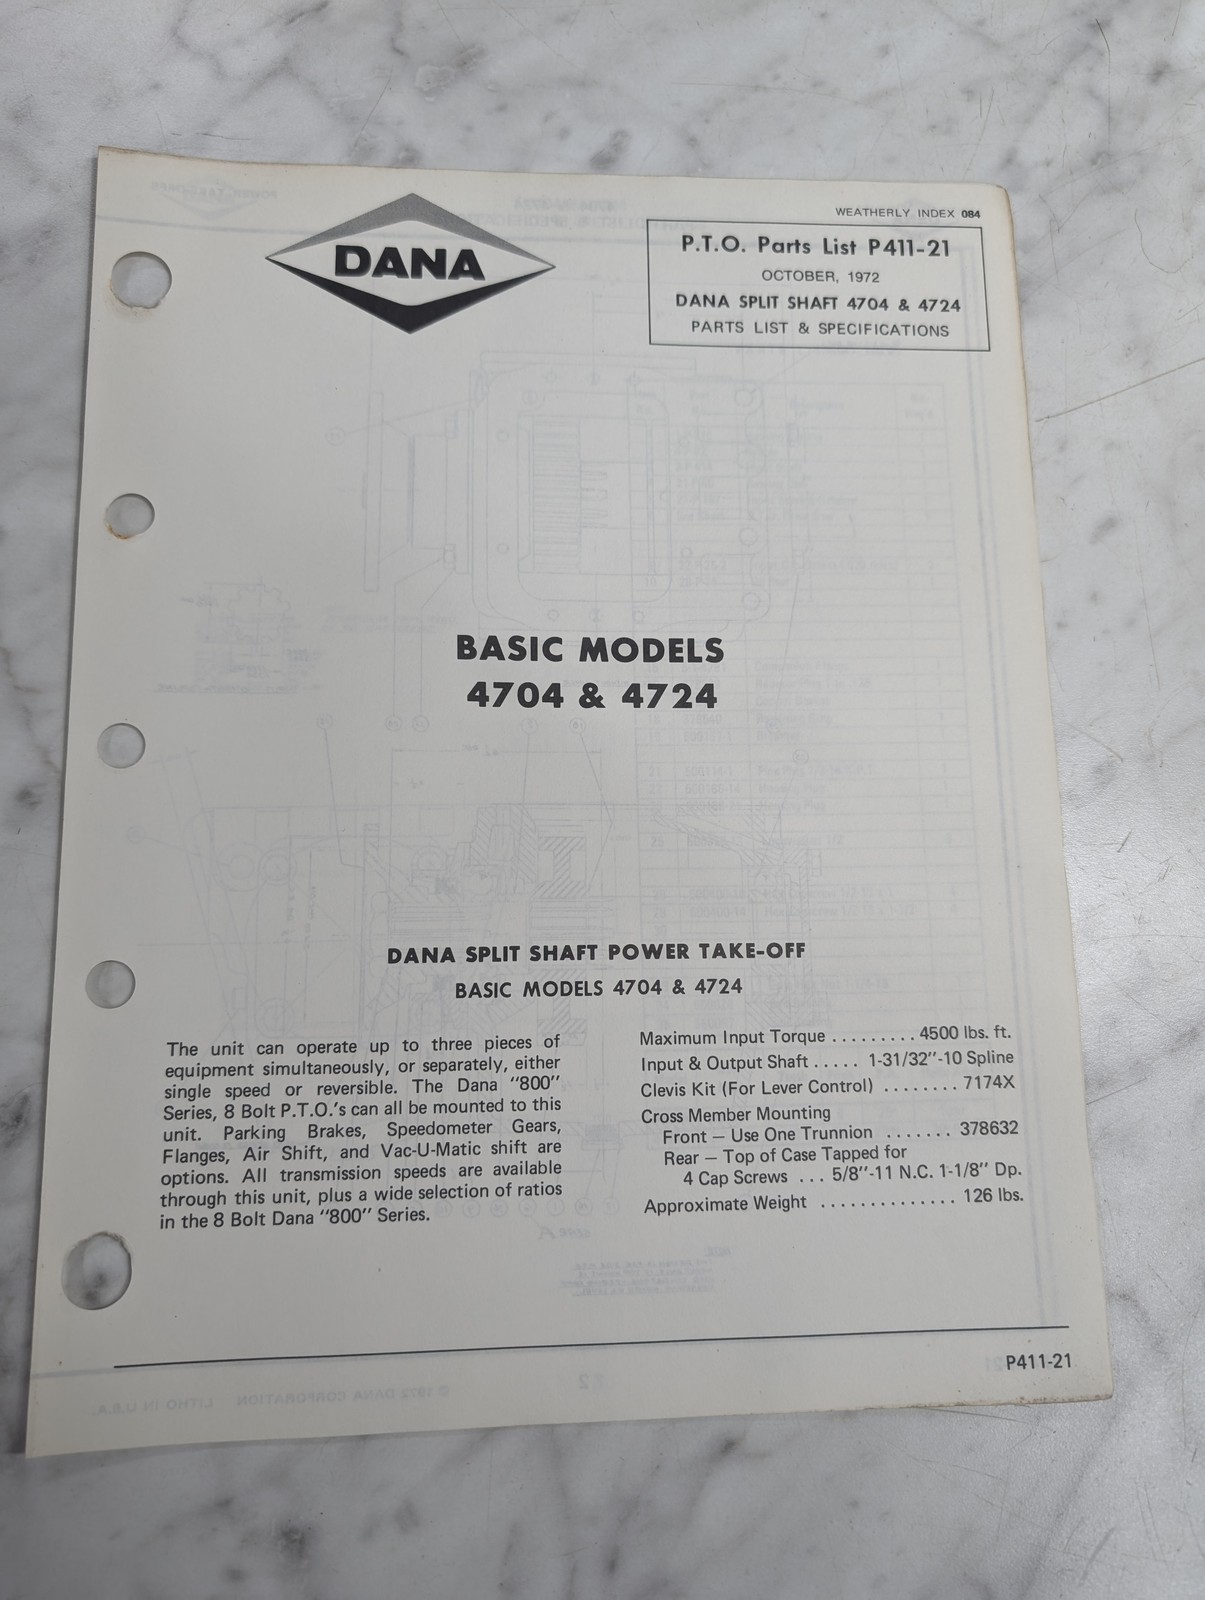 WEATHERLY INDEX 084
DANA
P.T.O. Parts List P411-21
OCTOBER, 1972
DANA SPLIT SHAFT 4704 & 4724
PARTS LIST & SPECIFICATIONS
BASIC MODELS
4704 & 4724
DANA SPLIT SHAFT POWER TAKE-OFF
BASIC MODELS 4704 & 4724
The unit can operate up to three pieces of
equipment simultaneously, or separately, either
single speed or reversible. The Dana "800"
Series, 8 Bolt P.T.O.'s can all be mounted to this
unit. Parking Brakes, Speedometer Gears,
Flanges, Air Shift, and Vac-U-Matic shift are
options. All transmission speeds are available
through this unit, plus a wide selection of ratios
in the 8 Bolt Dana "800" Series.
Maximum Input Torque ......... 4500 lbs. ft.
Input & Output Shaft ..... 1-31/32"-10 Spline
Clevis Kit (For Lever Control) ........ 7174X
Cross Member Mounting
Front — Use One Trunnion ....... 378632
Rear — Top of Case Tapped for
4 Cap Screws ... 5/8"-11 N.C. 1-1/8" Dp.
Approximate Weight .............. 126 lbs.
P411-21
© 1972 DANA CORPORATION LITHO IN U.S.A.